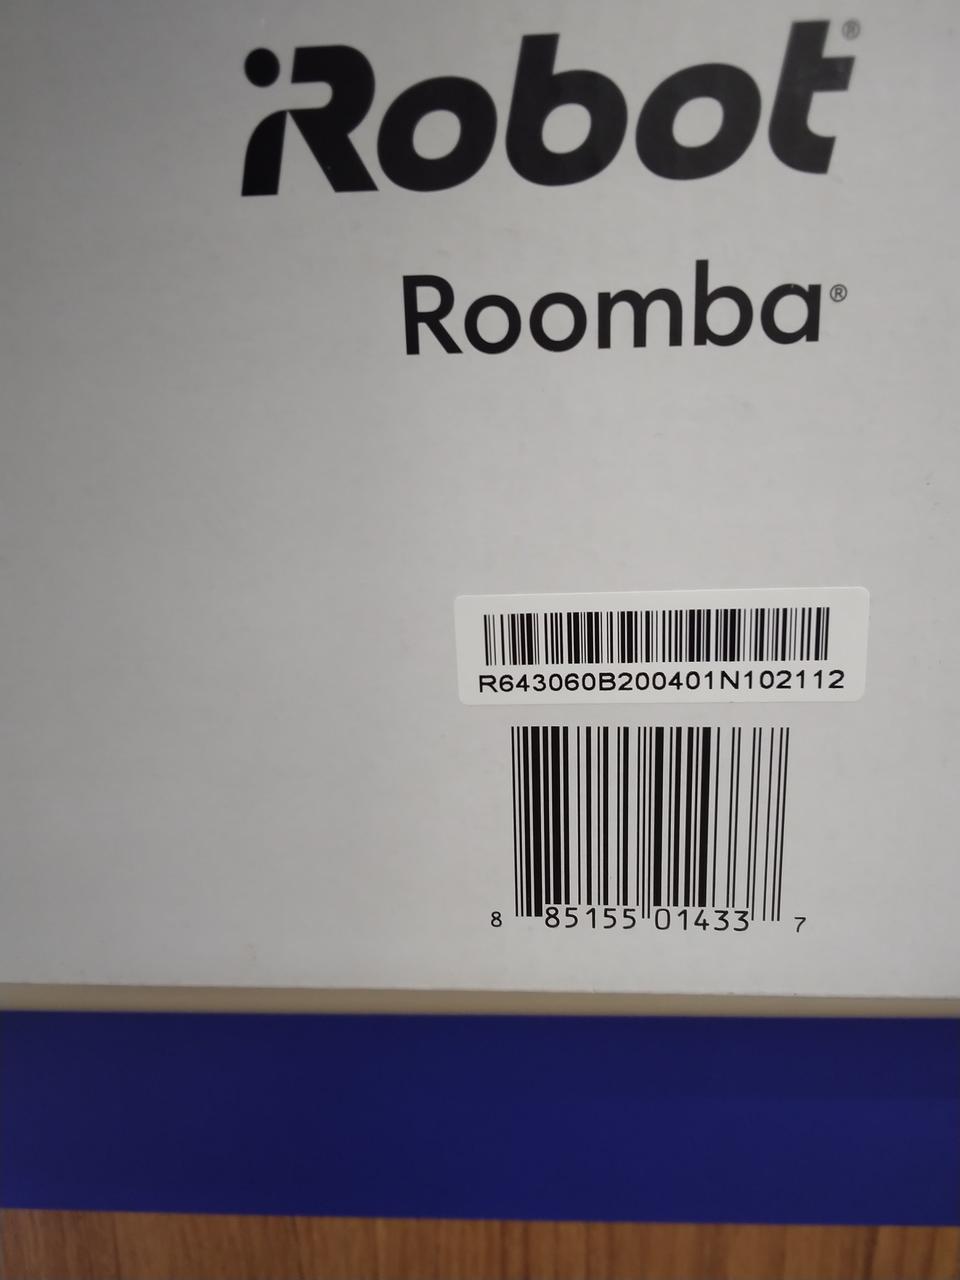 iRobot®
Roomba®
R643060B200401N102112
8 85155 01433 7